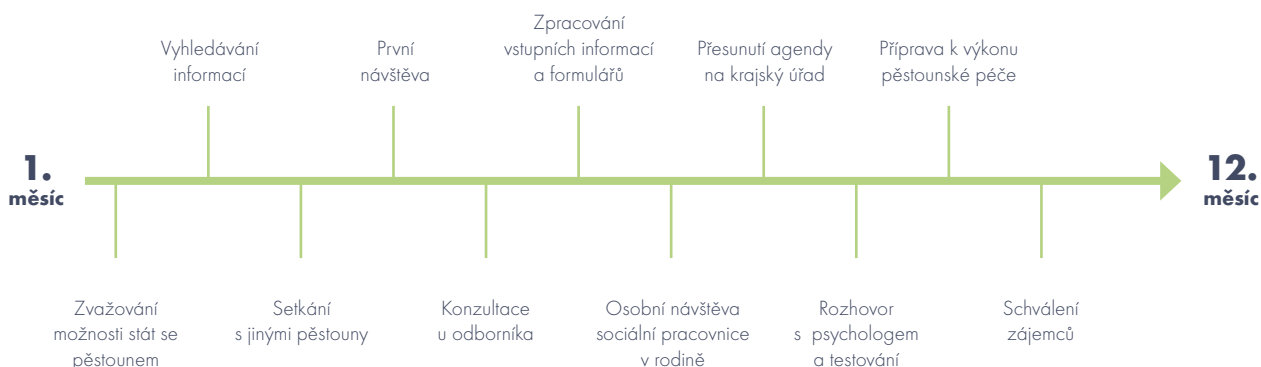 Vyhledávání
informací
První
návštěva
Zpracování
vstupních informací
a formulářů
Přesunutí agendy
na krajský úřad
Příprava k výkonu
pěstounské péče
1.
měsíc
12.
měsíc
Zvažování
možnosti stát se
pěstounem
Setkání
s jinými pěstouny
Konzultace
u odborníka
Osobní návštěva
sociální pracovnice
v rodině
Rozhovor
s psychologem
a testování
Schválení
zájemců